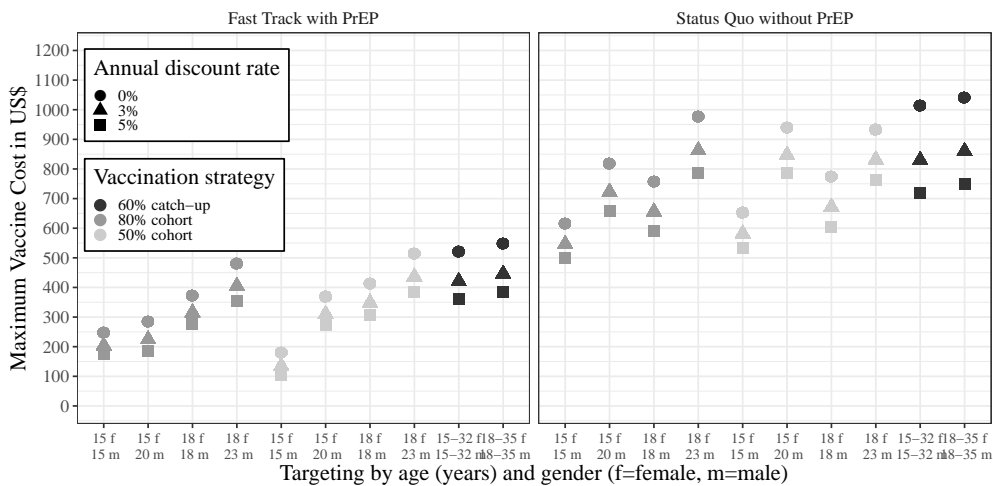 Fast Track with PrEP
Status Quo without PrEP
Maximum Vaccine Cost in US$
1200
1100
1000
900
800
700
600
500
400
300
200
100
0
Annual discount rate
0%
3%
5%
Vaccination strategy
60% catch−up
80% cohort
50% cohort
15 f
15 m
15 f
20 m
18 f
18 m
18 f
23 m
15 f
15 m
15 f
20 m
18 f
18 m
18 f
23 m
15−32 f
15−32 m
18−35 f
18−35 m
15 f
15 m
15 f
20 m
18 f
18 m
18 f
23 m
15 f
15 m
15 f
20 m
18 f
18 m
18 f
23 m
15−32 f
15−32 m
18−35 f
18−35 m
Targeting by age (years) and gender (f=female, m=male)